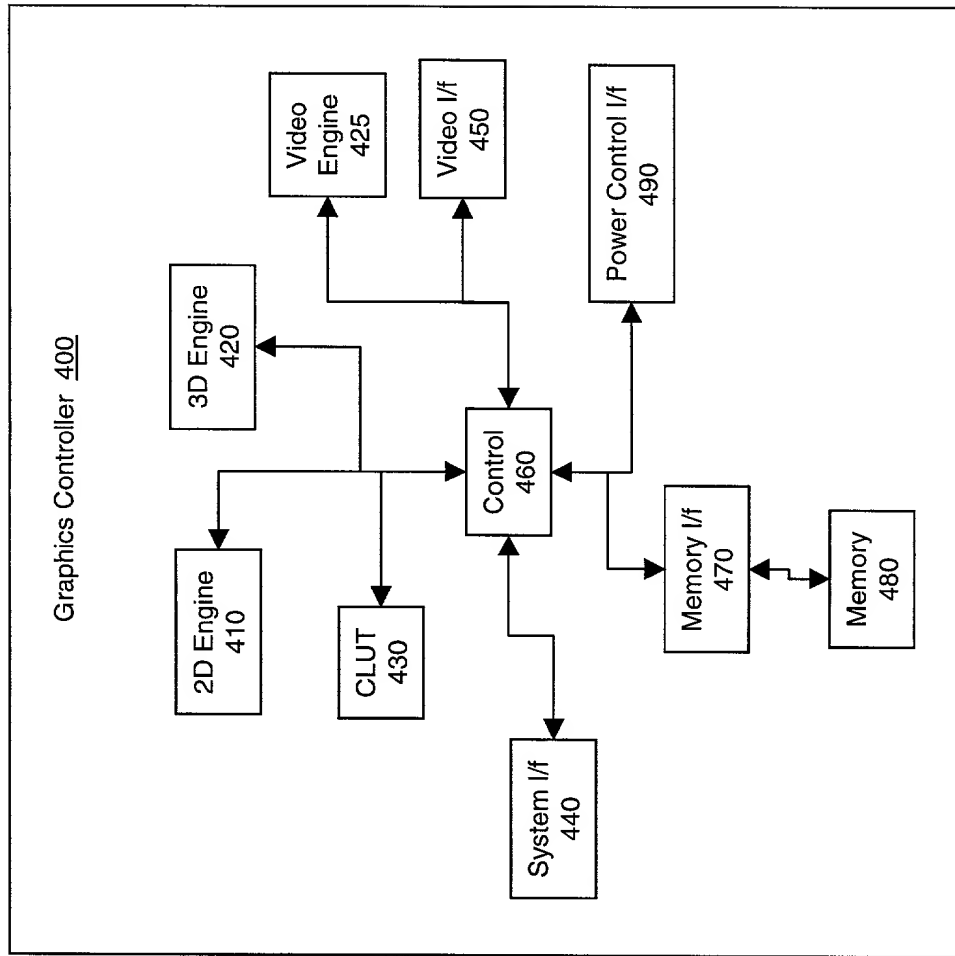 Graphics Controller 400
2D Engine
410
3D Engine
420
Video
Engine
425
CLUT
430
Video I/f
450
Control
460
System I/f
440
Memory I/f
470
Power Control I/f
490
Memory
480